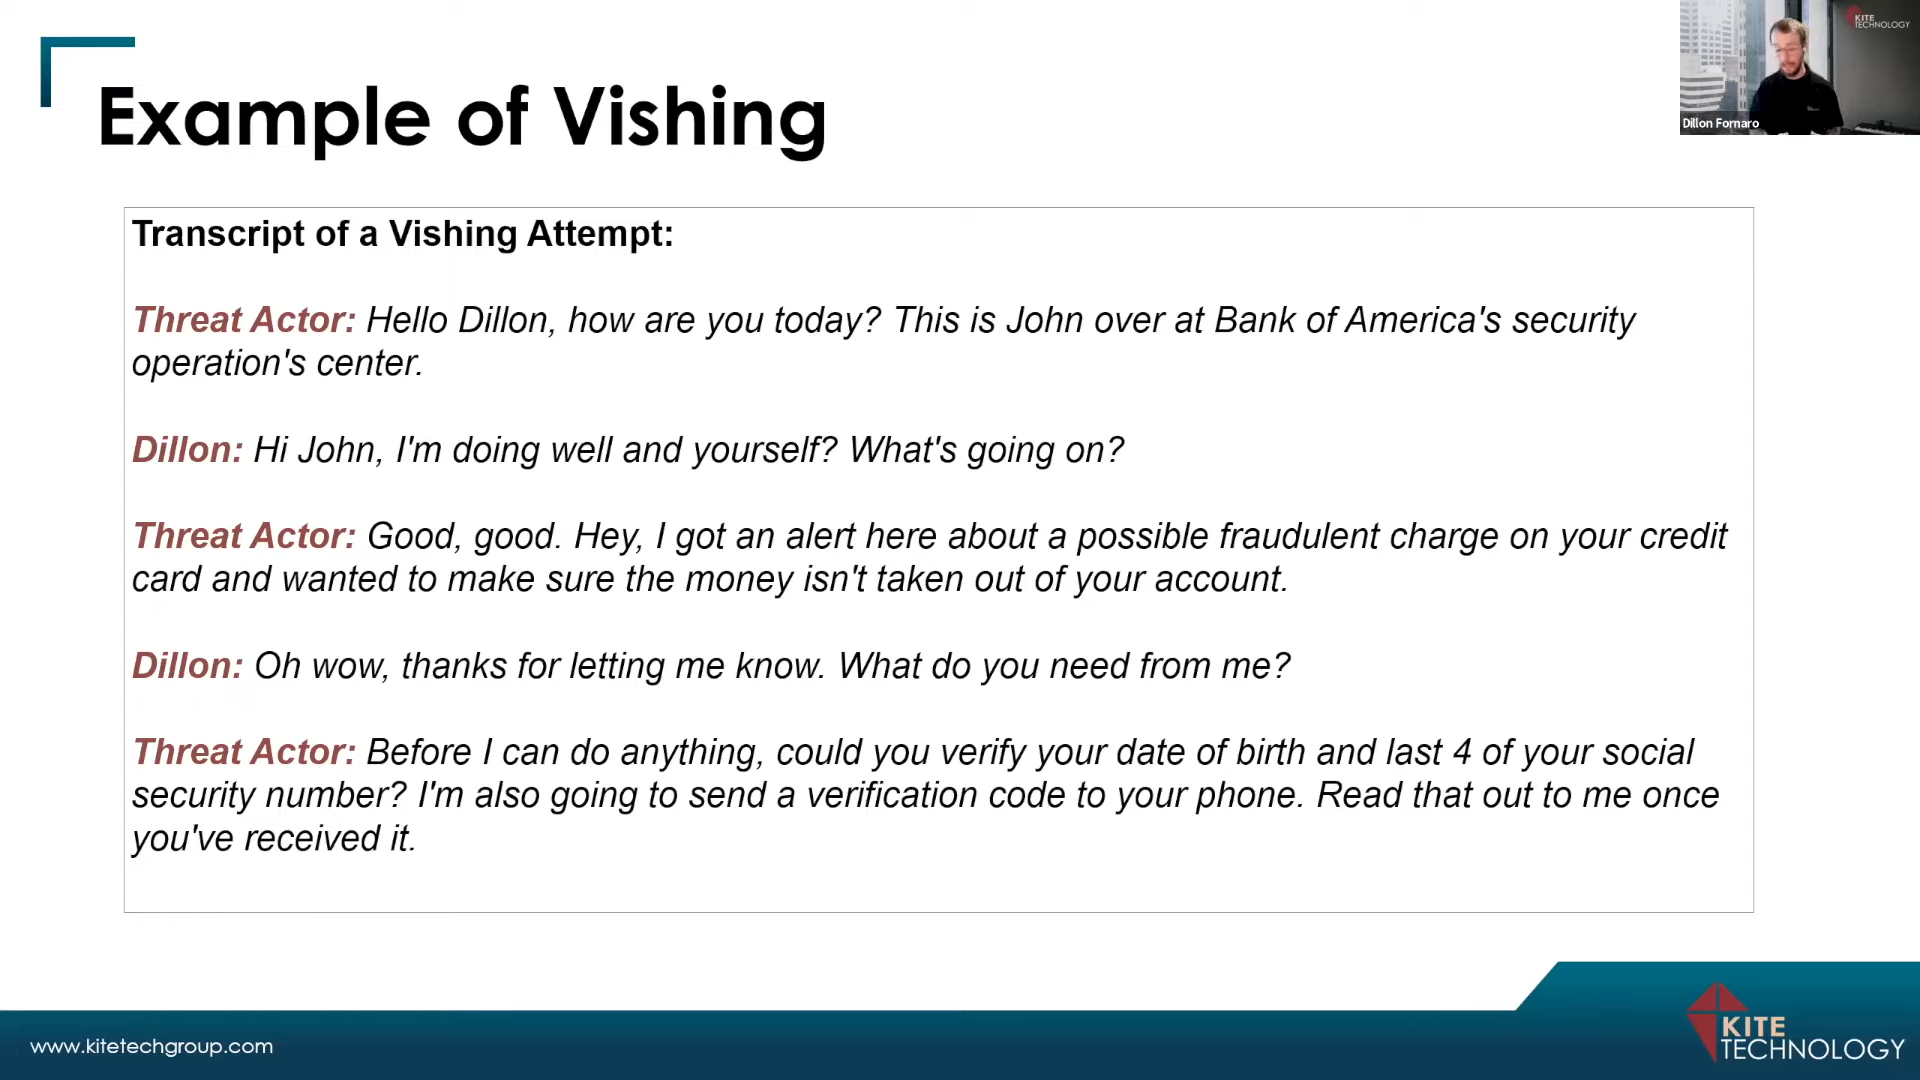 Example of Vishing
KITE
TECHNOLOGY
Dillon Fornaro
Transcript of a Vishing Attempt:
Threat Actor: Hello Dillon, how are you today? This is John over at Bank of America's security
operation's center.
Dillon: Hi John, I'm doing well and yourself? What's going on?
Threat Actor: Good, good. Hey, I got an alert here about a possible fraudulent charge on your credit
card and wanted to make sure the money isn't taken out of your account.
Dillon: Oh wow, thanks for letting me know. What do you need from me?
Threat Actor: Before I can do anything, could you verify your date of birth and last 4 of your social
security number? I'm also going to send a verification code to your phone. Read that out to me once
you've received it.
www.kitetechgroup.com
KITE
TECHNOLOGY